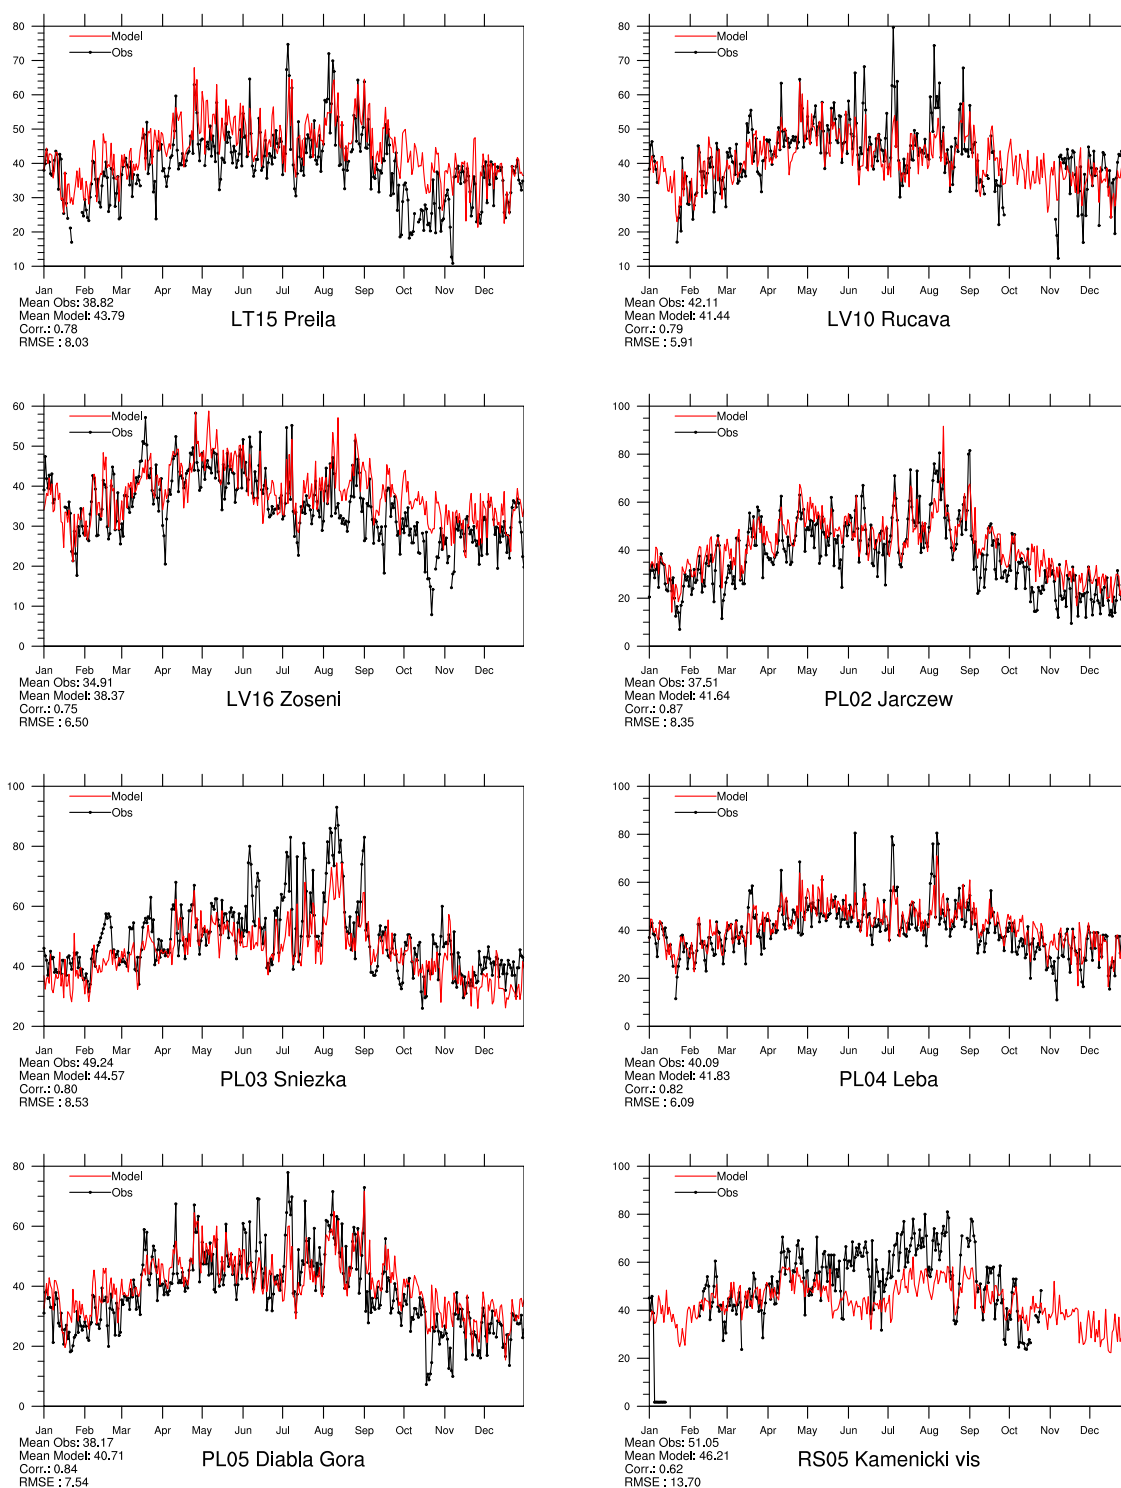 80
70
60
50
40
30
20
10
Model
Obs
Jan Feb Mar Apr May Jun Jul Aug Sep Oct Nov Dec
Mean Obs: 38.82
Mean Model: 43.79
Corr.: 0.78
RMSE : 8.03
LT15 Preila
80
70
60
50
40
30
20
10
Model
Obs
Jan Feb Mar Apr May Jun Jul Aug Sep Oct Nov Dec
Mean Obs: 42.11
Mean Model: 41.44
Corr.: 0.79
RMSE : 5.91
LV10 Rucava
60
50
40
30
20
10
0
Model
Obs
Jan Feb Mar Apr May Jun Jul Aug Sep Oct Nov Dec
Mean Obs: 34.91
Mean Model: 38.37
Corr.: 0.75
RMSE : 6.50
LV16 Zoseni
100
80
60
40
20
0
Model
Obs
Jan Feb Mar Apr May Jun Jul Aug Sep Oct Nov Dec
Mean Obs: 37.51
Mean Model: 41.64
Corr.: 0.87
RMSE : 8.35
PL02 Jarczew
100
80
60
40
20
Model
Obs
Jan Feb Mar Apr May Jun Jul Aug Sep Oct Nov Dec
Mean Obs: 49.24
Mean Model: 44.57
Corr.: 0.80
RMSE : 8.53
PL03 Sniezka
100
80
60
40
20
0
Model
Obs
Jan Feb Mar Apr May Jun Jul Aug Sep Oct Nov Dec
Mean Obs: 40.09
Mean Model: 41.83
Corr.: 0.82
RMSE : 6.09
PL04 Leba
80
60
40
20
0
Model
Obs
Jan Feb Mar Apr May Jun Jul Aug Sep Oct Nov Dec
Mean Obs: 38.17
Mean Model: 40.71
Corr.: 0.84
RMSE : 7.54
PL05 Diabla Gora
100
80
60
40
20
0
Model
Obs
Jan Feb Mar Apr May Jun Jul Aug Sep Oct Nov Dec
Mean Obs: 51.05
Mean Model: 46.21
Corr.: 0.62
RMSE : 13.70
RS05 Kamenicki vis